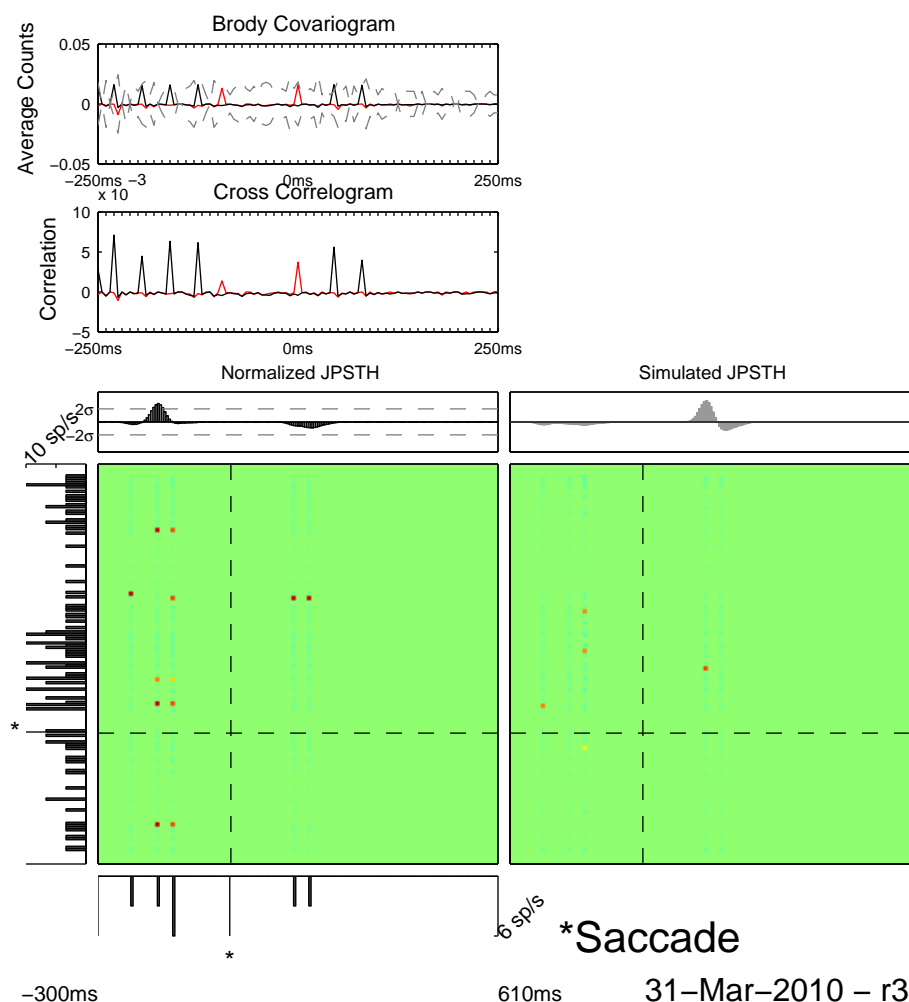 Brody Covariogram
Average Counts
0.05
0
−0.05
−250ms
0ms
250ms
x 10
−3
Cross Correlogram
Correlation
10
5
0
−5
−250ms
0ms
250ms
Normalized JPSTH
Simulated JPSTH
2σ
−2σ
10 sp/s
*
*
6 sp/s
*Saccade
−300ms
610ms
31−Mar−2010 − r3